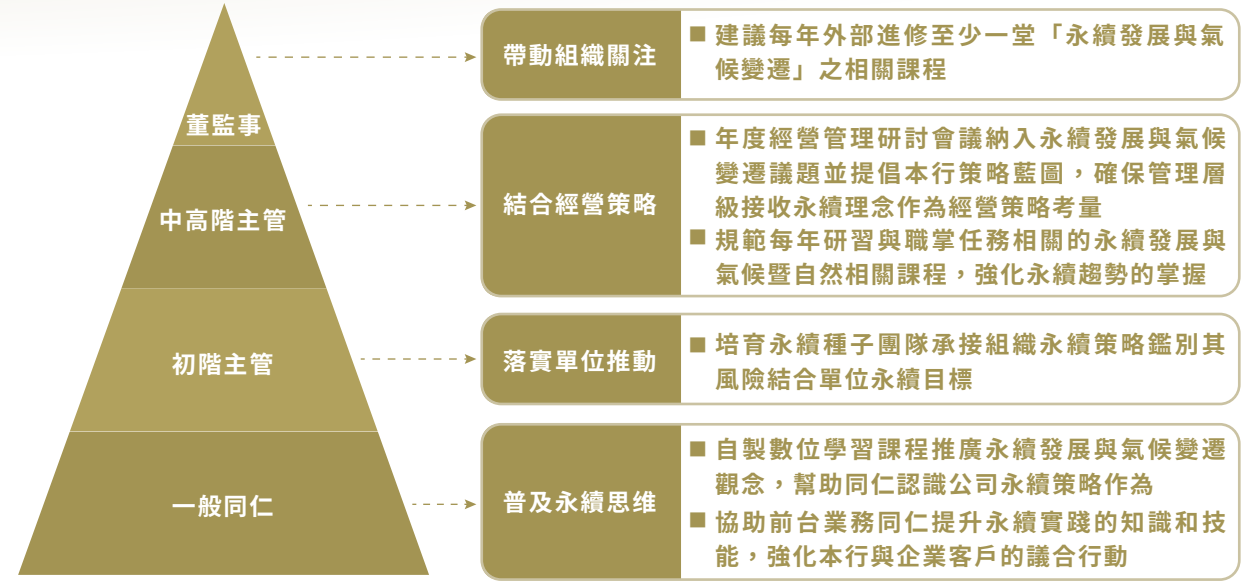 董監事
帶動組織關注
■ 建議每年外部進修至少一堂「永續發展與氣
候變遷」之相關課程
中高階主管
結合經營策略
■ 年度經營管理研討會議納入永續發展與氣候
變遷議題並提倡本行策略藍圖，確保管理層
級接收永續理念作為經營策略考量
■ 規範每年研習與職掌任務相關的永續發展與
氣候暨自然相關課程，強化永續趨勢的掌握
初階主管
落實單位推動
■ 培育永續種子團隊承接組織永續策略鑑別其
風險結合單位永續目標
一般同仁
普及永續思维
■ 自製數位學習課程推廣永續發展與氣候變遷
觀念，幫助同仁認識公司永續策略作為
■ 協助前台業務同仁提升永續實踐的知識和技
能，強化本行與企業客戶的議合行動